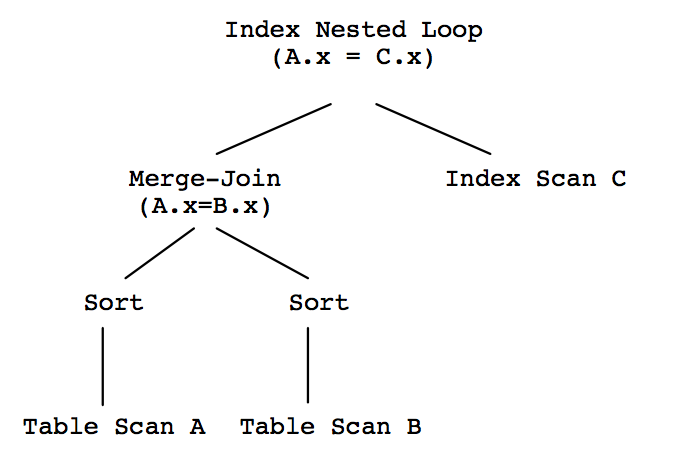 Index Nested Loop
(A.x = C.x)
Merge-Join
(A.x=B.x)
Index Scan C
Sort
Sort
Table Scan A
Table Scan B